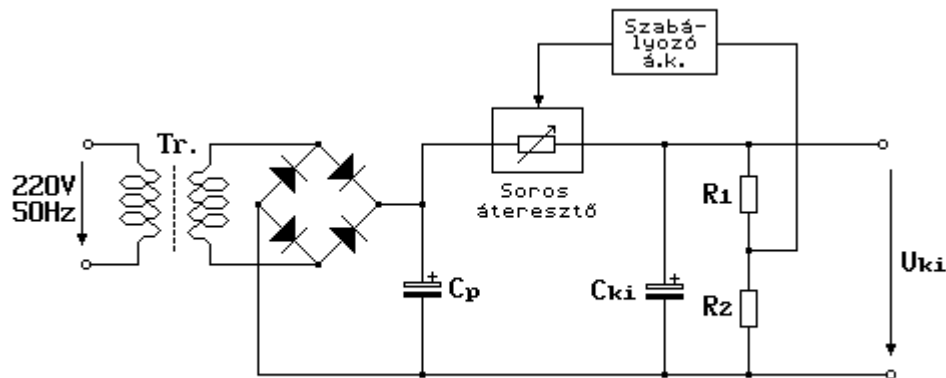 Szabá-
lyozó
á.k.
Tr.
220V
50Hz
Soros
áteresztő
R1
Cp
Cki
R2
Uki
+
+